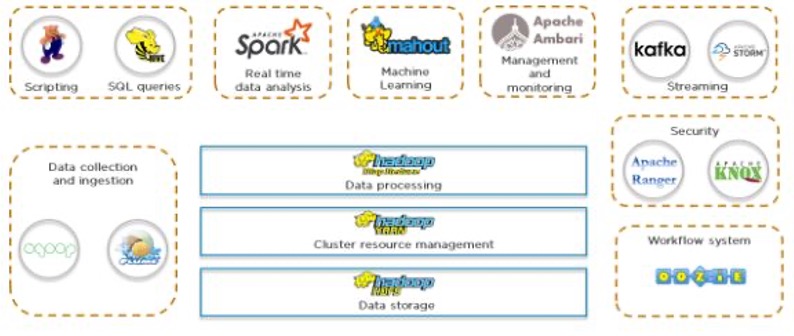 HIVE
Scripting
SQL queries
APACHE
Spark
Real time
data analysis
mahout
Machine
Learning
Apache
Ambari
Management
and
monitoring
kafka
APACHE
STORM
Streaming
Security
Apache
Ranger
APACHE
KNOX
Data collection
and ingestion
sqoop
hadoop
Data processing
hadoop
YARN
Cluster resource management
hadoop
HDFS
Data storage
Workflow system
OOZIE